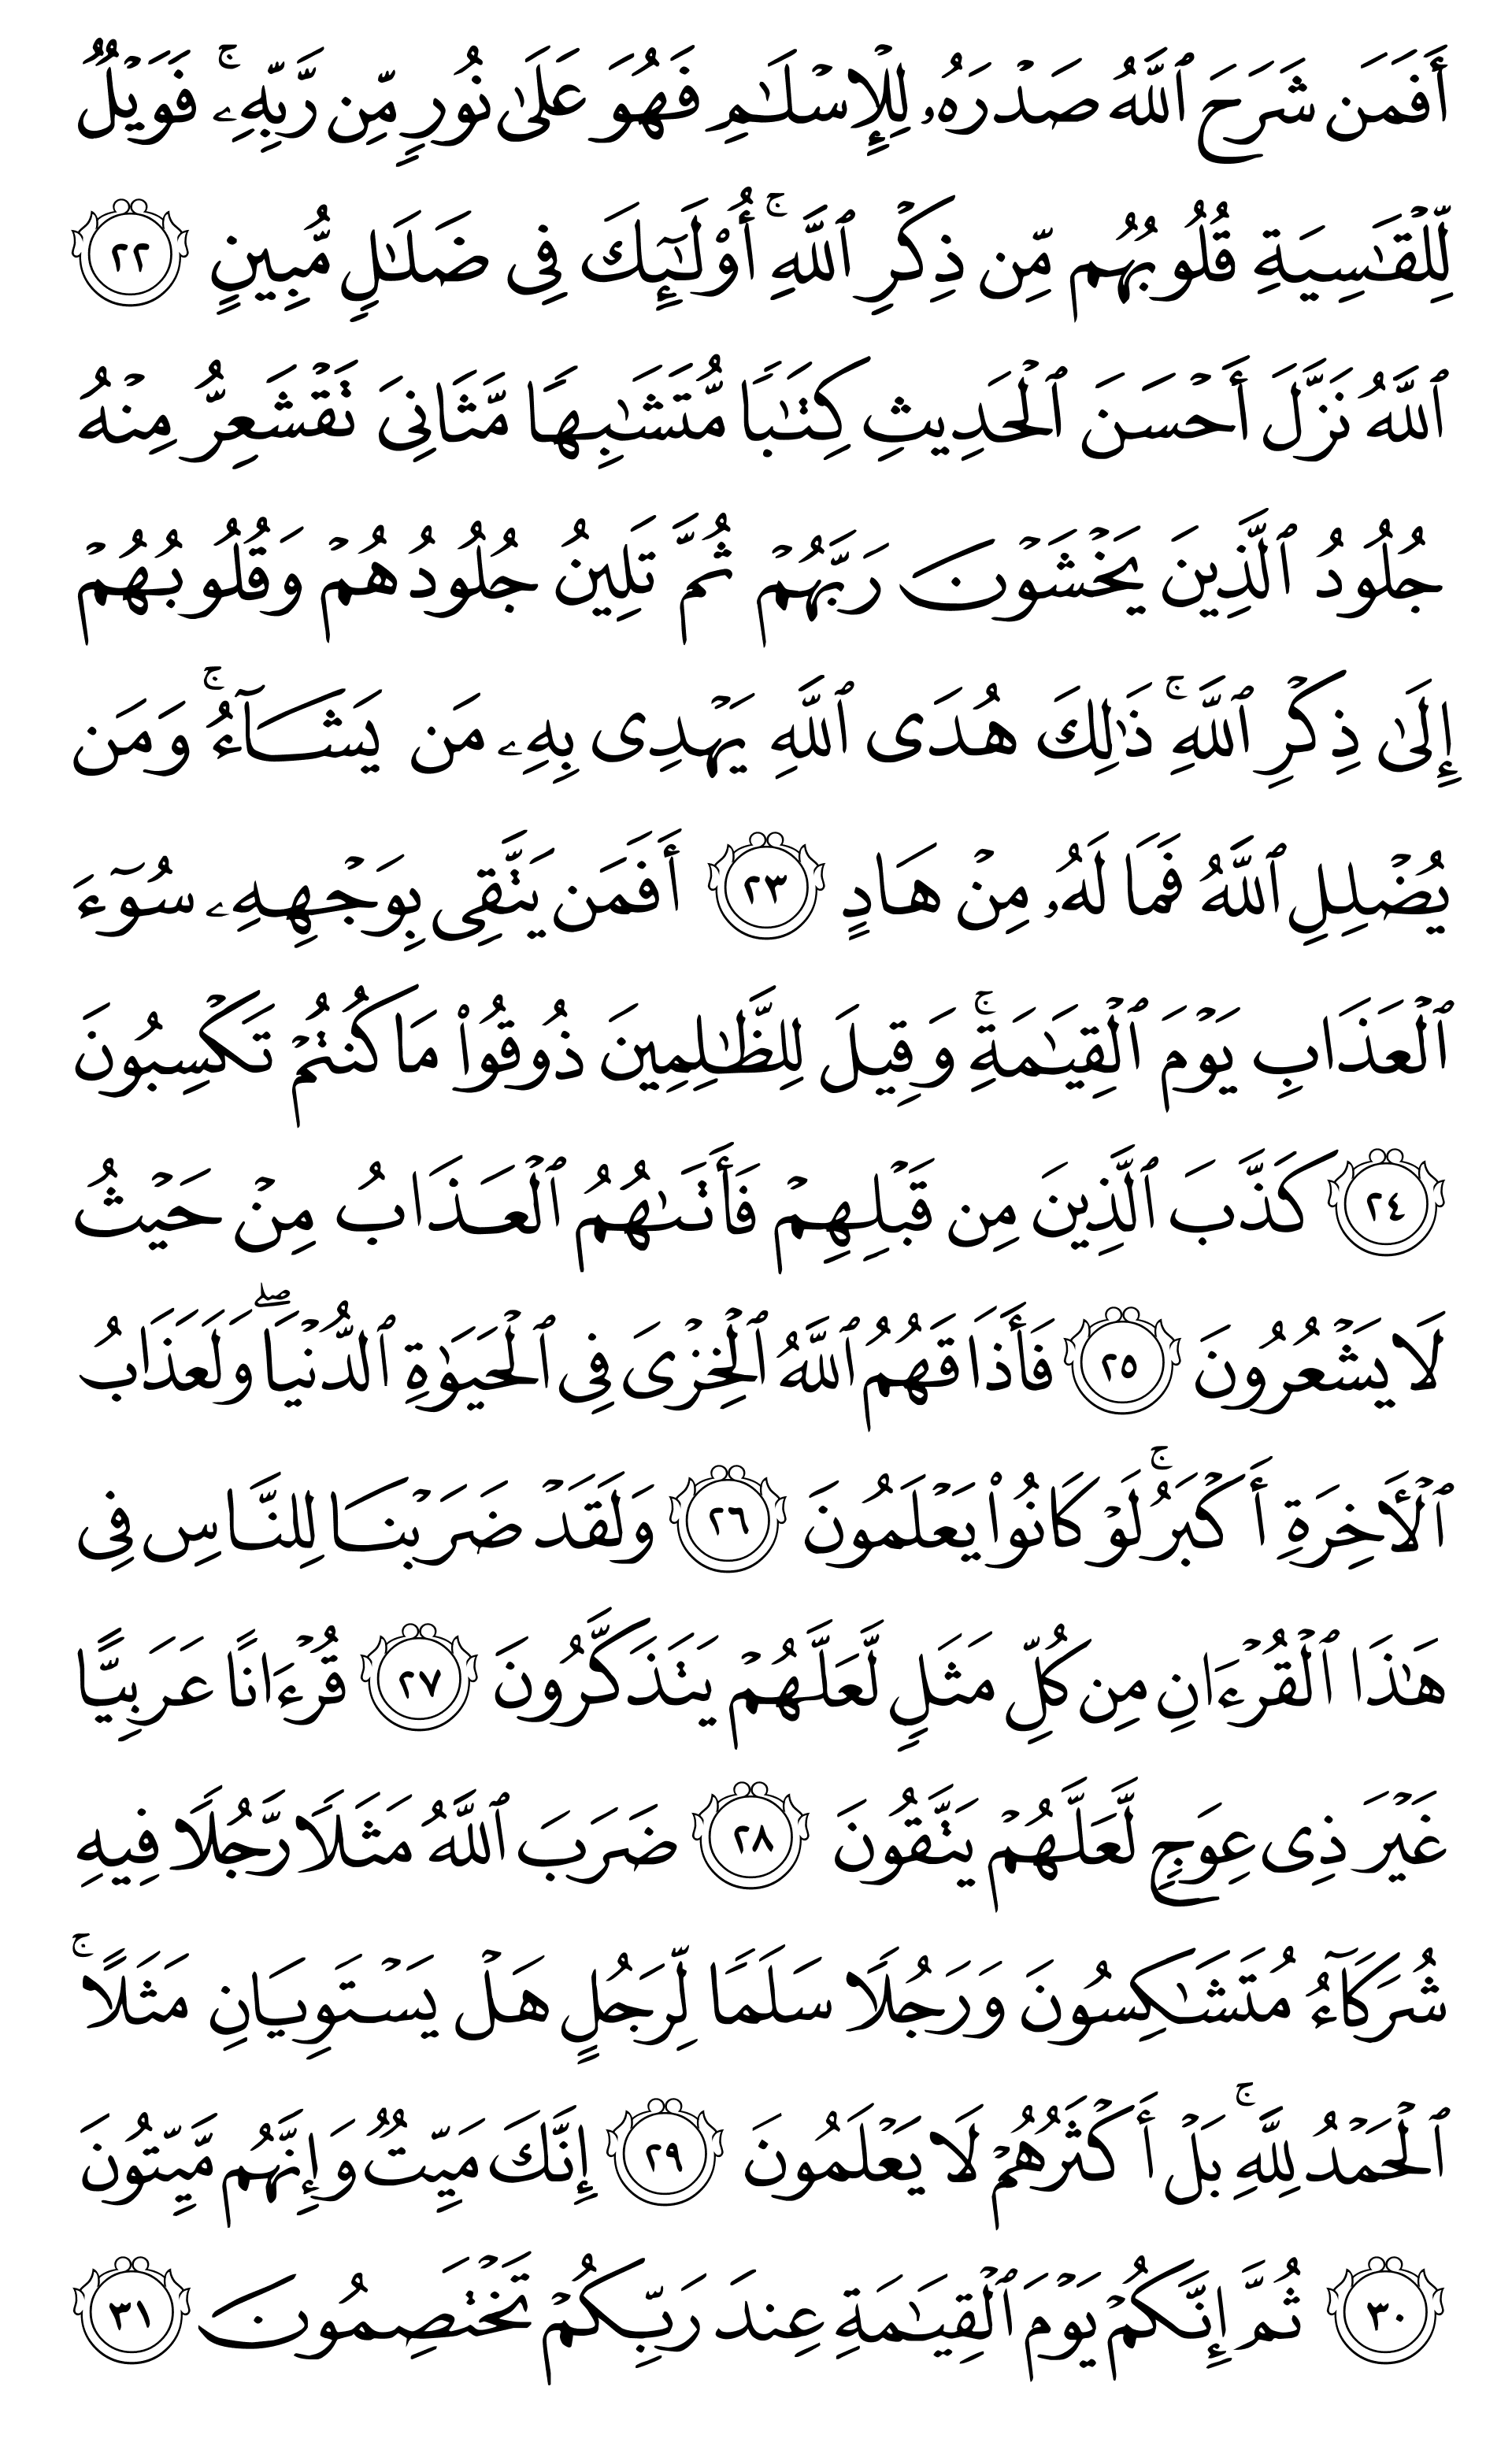 أَفَمَن شَرَحَ ٱللَّهُ صَدْرَهُۥ لِلْإِسْلَـٰمِ فَهُوَ عَلَىٰ نُورٍ مِّن رَّبِّهِۦ ۚ فَوَيْلٌ
لِّلْقَـٰسِيَةِ قُلُوبُهُم مِّن ذِكْرِ ٱللَّهِ ۚ أُو۟لَـٰٓئِكَ فِى ضَلَـٰلٍ مُّبِينٍ ٢٢
ٱللَّهُ نَزَّلَ أَحْسَنَ ٱلْحَدِيثِ كِتَـٰبًا مُّتَشَـٰبِهًا مَّثَانِىَ تَقْشَعِرُّ مِنْهُ
جُلُودُ ٱلَّذِينَ يَخْشَوْنَ رَبَّهُمْ ثُمَّ تَلِينُ جُلُودُهُمْ وَقُلُوبُهُمْ
إِلَىٰ ذِكْرِ ٱللَّهِ ۚ ذَٰلِكَ هُدَى ٱللَّهِ يَهْدِى بِهِۦ مَن يَشَآءُ ۚ وَمَن
يُضْلِلِ ٱللَّهُ فَمَا لَهُۥ مِنْ هَادٍ ٢٣ أَفَمَن يَتَّقِى بِوَجْهِهِۦ سُوٓءَ
ٱلْعَذَابِ يَوْمَ ٱلْقِيَـٰمَةِ ۚ وَقِيلَ لِلظَّـٰلِمِينَ ذُوقُوا۟ مَا كُنتُمْ تَكْسِبُونَ
٢٤ كَذَّبَ ٱلَّذِينَ مِن قَبْلِهِمْ فَأَتَىٰهُمُ ٱلْعَذَابُ مِنْ حَيْثُ
لَا يَشْعُرُونَ ٢٥ فَأَذَاقَهُمُ ٱللَّهُ ٱلْخِزْىَ فِى ٱلْحَيَوٰةِ ٱلدُّنْيَا ۖ وَلَعَذَابُ
ٱلْـَٔاخِرَةِ أَكْبَرُ ۚ لَوْ كَانُوا۟ يَعْلَمُونَ ٢٦ وَلَقَدْ ضَرَبْنَا لِلنَّاسِ فِى
هَـٰذَا ٱلْقُرْءَانِ مِن كُلِّ مَثَلٍ لَّعَلَّهُمْ يَتَذَكَّرُونَ ٢٧ قُرْءَانًا عَرَبِيًّا
غَيْرَ ذِى عِوَجٍ لَّعَلَّهُمْ يَتَّقُونَ ٢٨ ضَرَبَ ٱللَّهُ مَثَلًا رَّجُلًا فِيهِ
شُرَكَآءُ مُتَشَـٰكِسُونَ وَرَجُلًا سَلَمًا لِّرَجُلٍ هَلْ يَسْتَوِيَانِ مَثَلًا ۚ
ٱلْحَمْدُ لِلَّهِ ۚ بَلْ أَكْثَرُهُمْ لَا يَعْلَمُونَ ٢٩ إِنَّكَ مَيِّتٌ وَإِنَّهُم مَّيِّتُونَ
٣٠ ثُمَّ إِنَّكُمْ يَوْمَ ٱلْقِيَـٰمَةِ عِندَ رَبِّكُمْ تَخْتَصِمُونَ ٣١